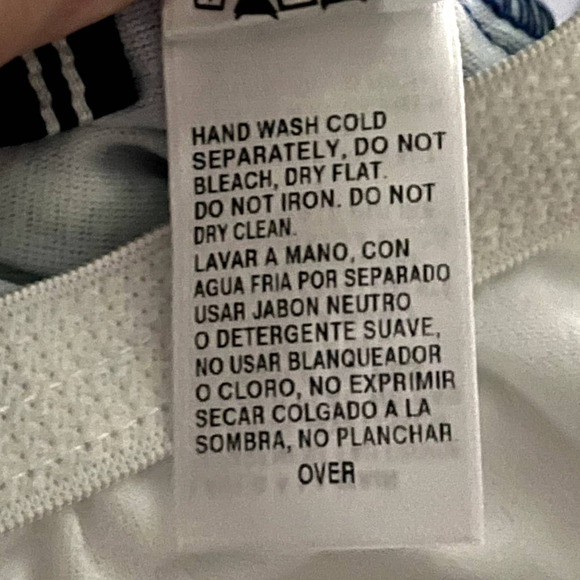 HAND WASH COLD
SEPARATELY, DO NOT
BLEACH, DRY FLAT.
DO NOT IRON. DO NOT
DRY CLEAN.
LAVAR A MANO, CON
AGUA FRIA POR SEPARADO
USAR JABON NEUTRO
O DETERGENTE SUAVE,
NO USAR BLANQUEADOR
O CLORO, NO EXPRIMIR
SECAR COLGADO A LA
SOMBRA, NO PLANCHAR
OVER